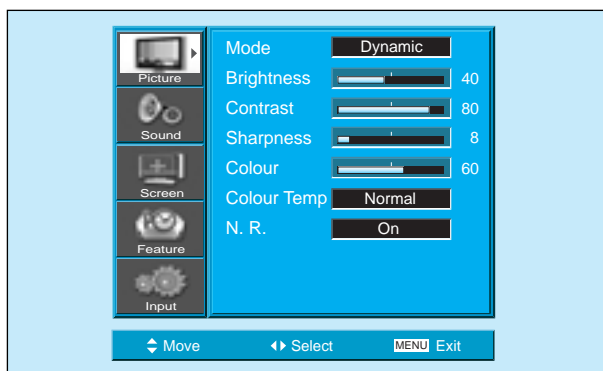 Picture
Sound
Screen
Feature
Input
Mode Dynamic
Brightness 40
Contrast 80
Sharpness 8
Colour 60
Colour Temp Normal
N. R. On
Move Select MENU Exit